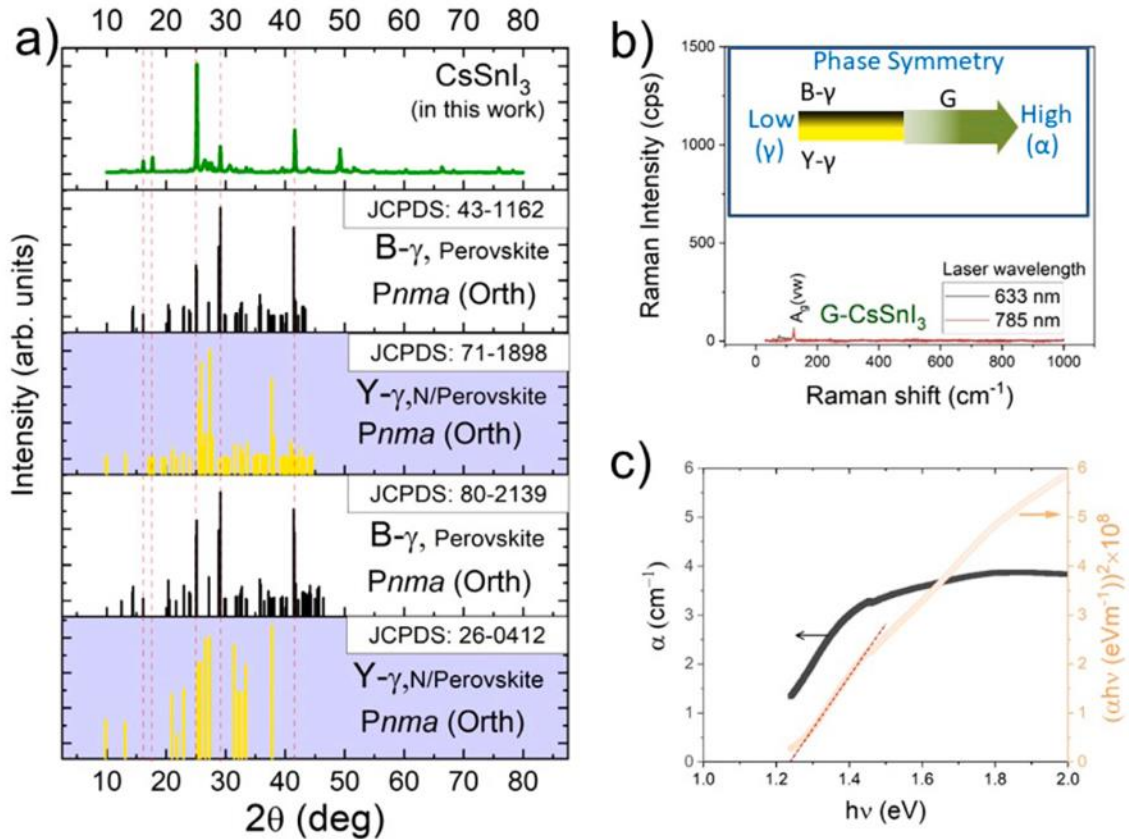 a)
10 20 30 40 50 60 70 80
CsSnI₃
(in this work)
JCPDS: 43-1162
B-γ, Perovskite
Pnma (Orth)
JCPDS: 71-1898
Y-γ,N/Perovskite
Pnma (Orth)
JCPDS: 80-2139
B-γ, Perovskite
Pnma (Orth)
JCPDS: 26-0412
Y-γ,N/Perovskite
Pnma (Orth)
10 20 30 40 50 60 70 80
2θ (deg)
Intensity (arb. units)
b)
1500
1000
500
0
Raman Intensity (cps)
Phase Symmetry
B-γ
G
Low
(γ)
High
(α)
Y-γ
Laser wavelength
633 nm
785 nm
A_g(vw)
G-CsSnI₃
0 200 400 600 800 1000
Raman shift (cm⁻¹)
c)
6
5
4
3
2
1
0
α (cm⁻¹)
6
5
4
3
2
1
0
(αhν (eVm⁻¹))²×10⁸
1.0 1.2 1.4 1.6 1.8 2.0
hν (eV)